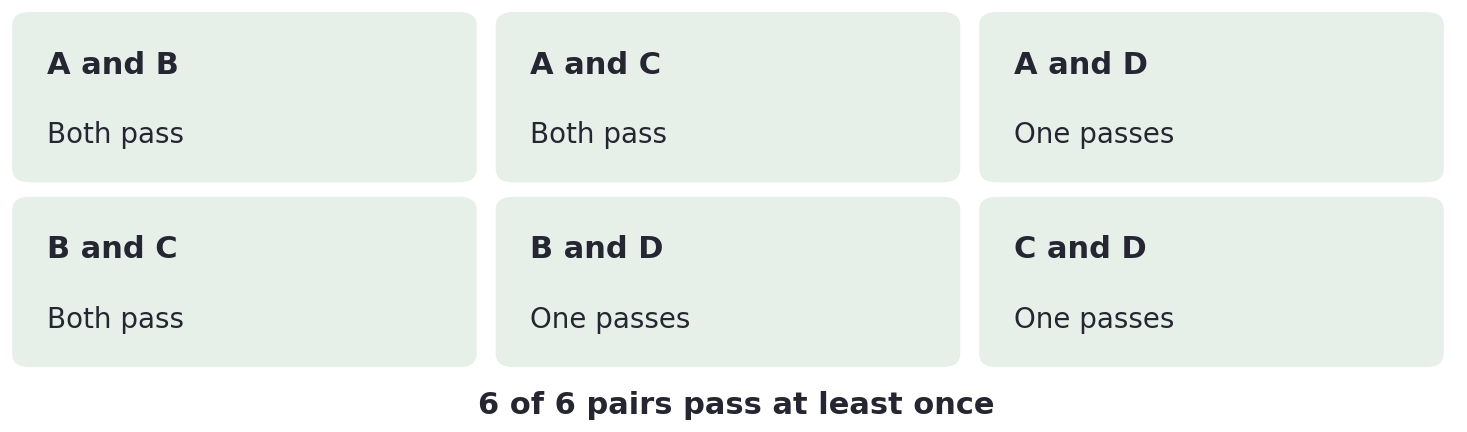 A and B
Both pass
A and C
Both pass
A and D
One passes
B and C
Both pass
B and D
One passes
C and D
One passes
6 of 6 pairs pass at least once